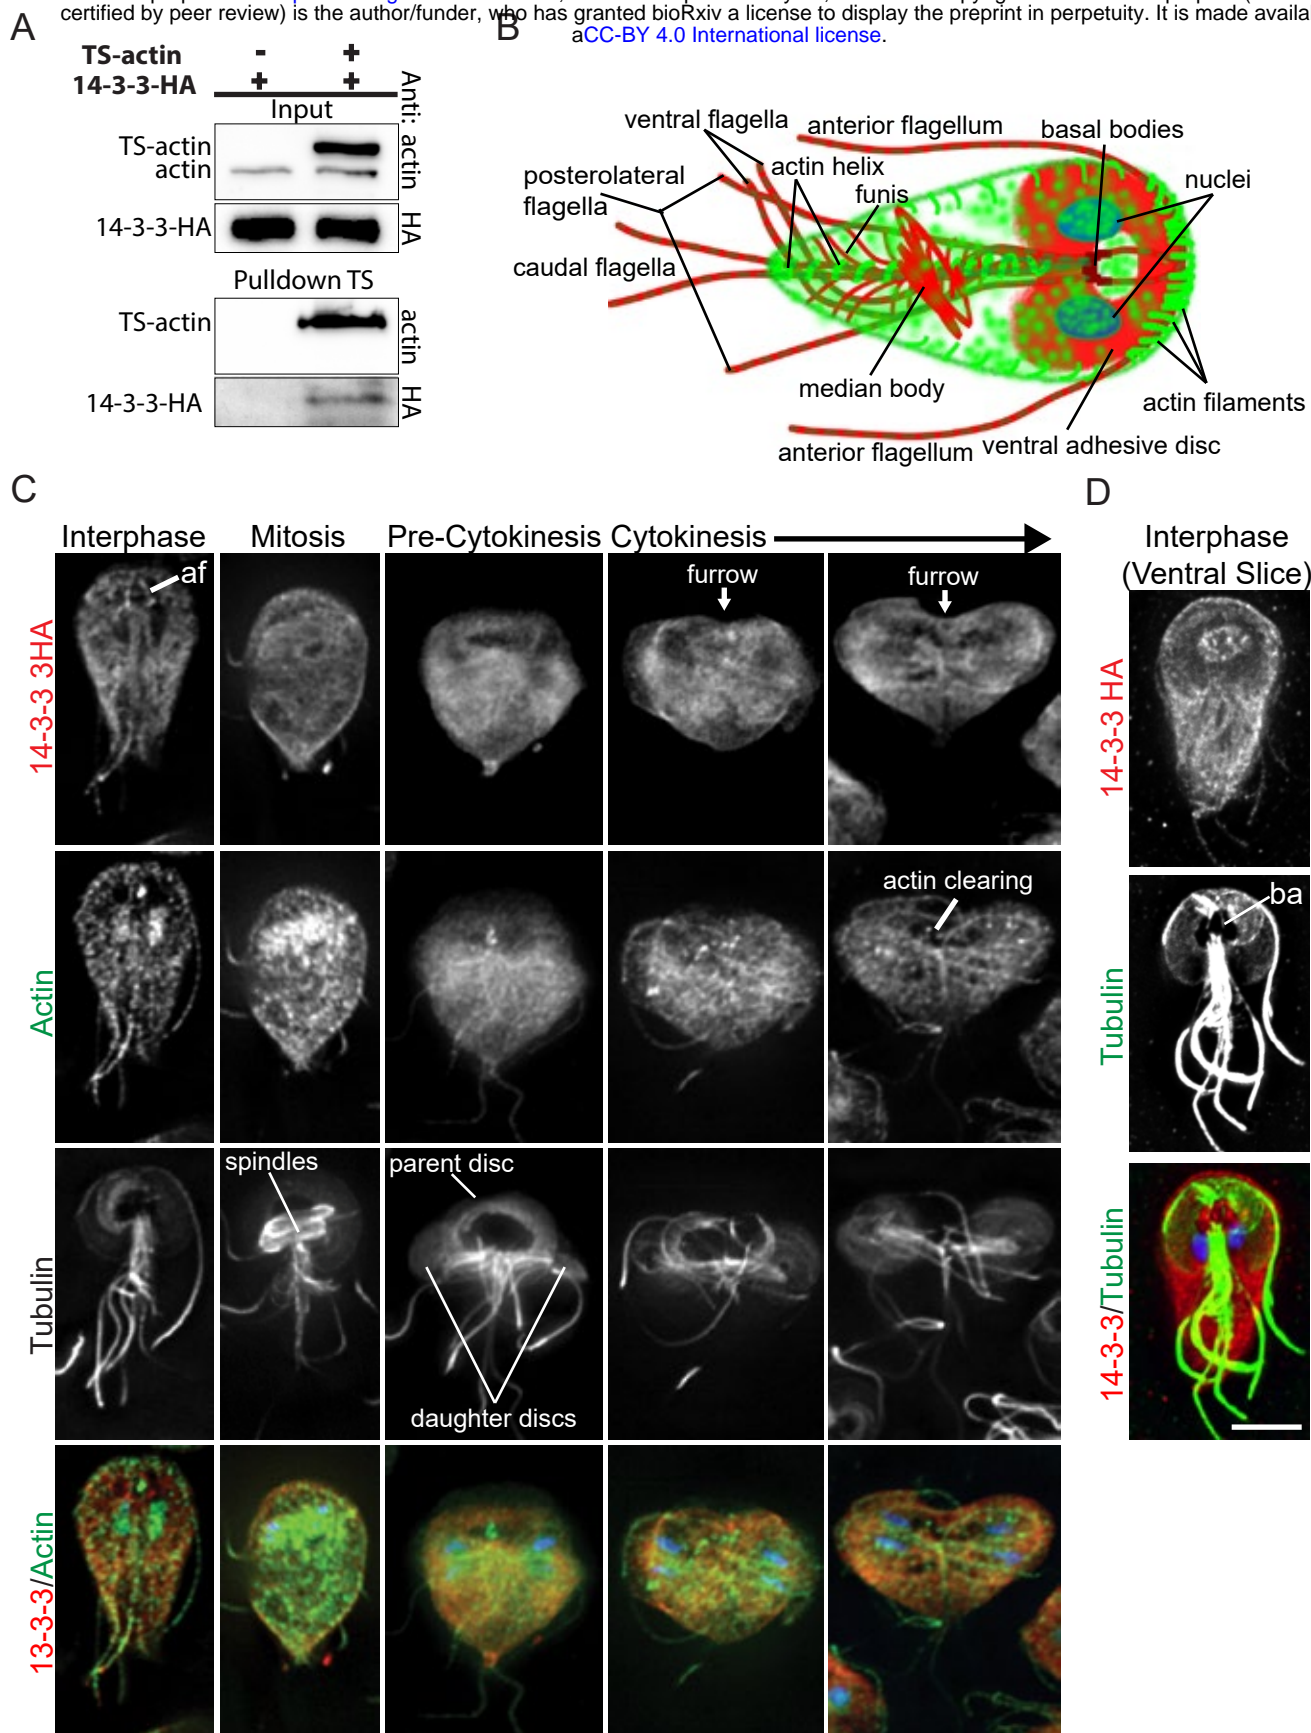 certified by peer review) is the author/funder, who has granted bioRxiv a license to display the preprint in perpetuity. It is made availa
aCC-BY 4.0 International license.
A
TS-actin - +
14-3-3-HA + +
Anti:
Input
TS-actin
actin
actin
14-3-3-HA
HA
Pulldown TS
TS-actin
actin
14-3-3-HA
HA
B
ventral flagella
anterior flagellum
basal bodies
actin helix
posterolateral
flagella
funis
nuclei
caudal flagella
median body
actin filaments
ventral adhesive disc
anterior flagellum
C
Interphase
Mitosis
Pre-Cytokinesis
Cytokinesis
14-3-3 3HA
af
furrow
furrow
Actin
actin clearing
Tubulin
spindles
parent disc
daughter discs
13-3-3/Actin
D
Interphase
(Ventral Slice)
14-3-3 HA
Tubulin
ba
14-3-3/Tubulin